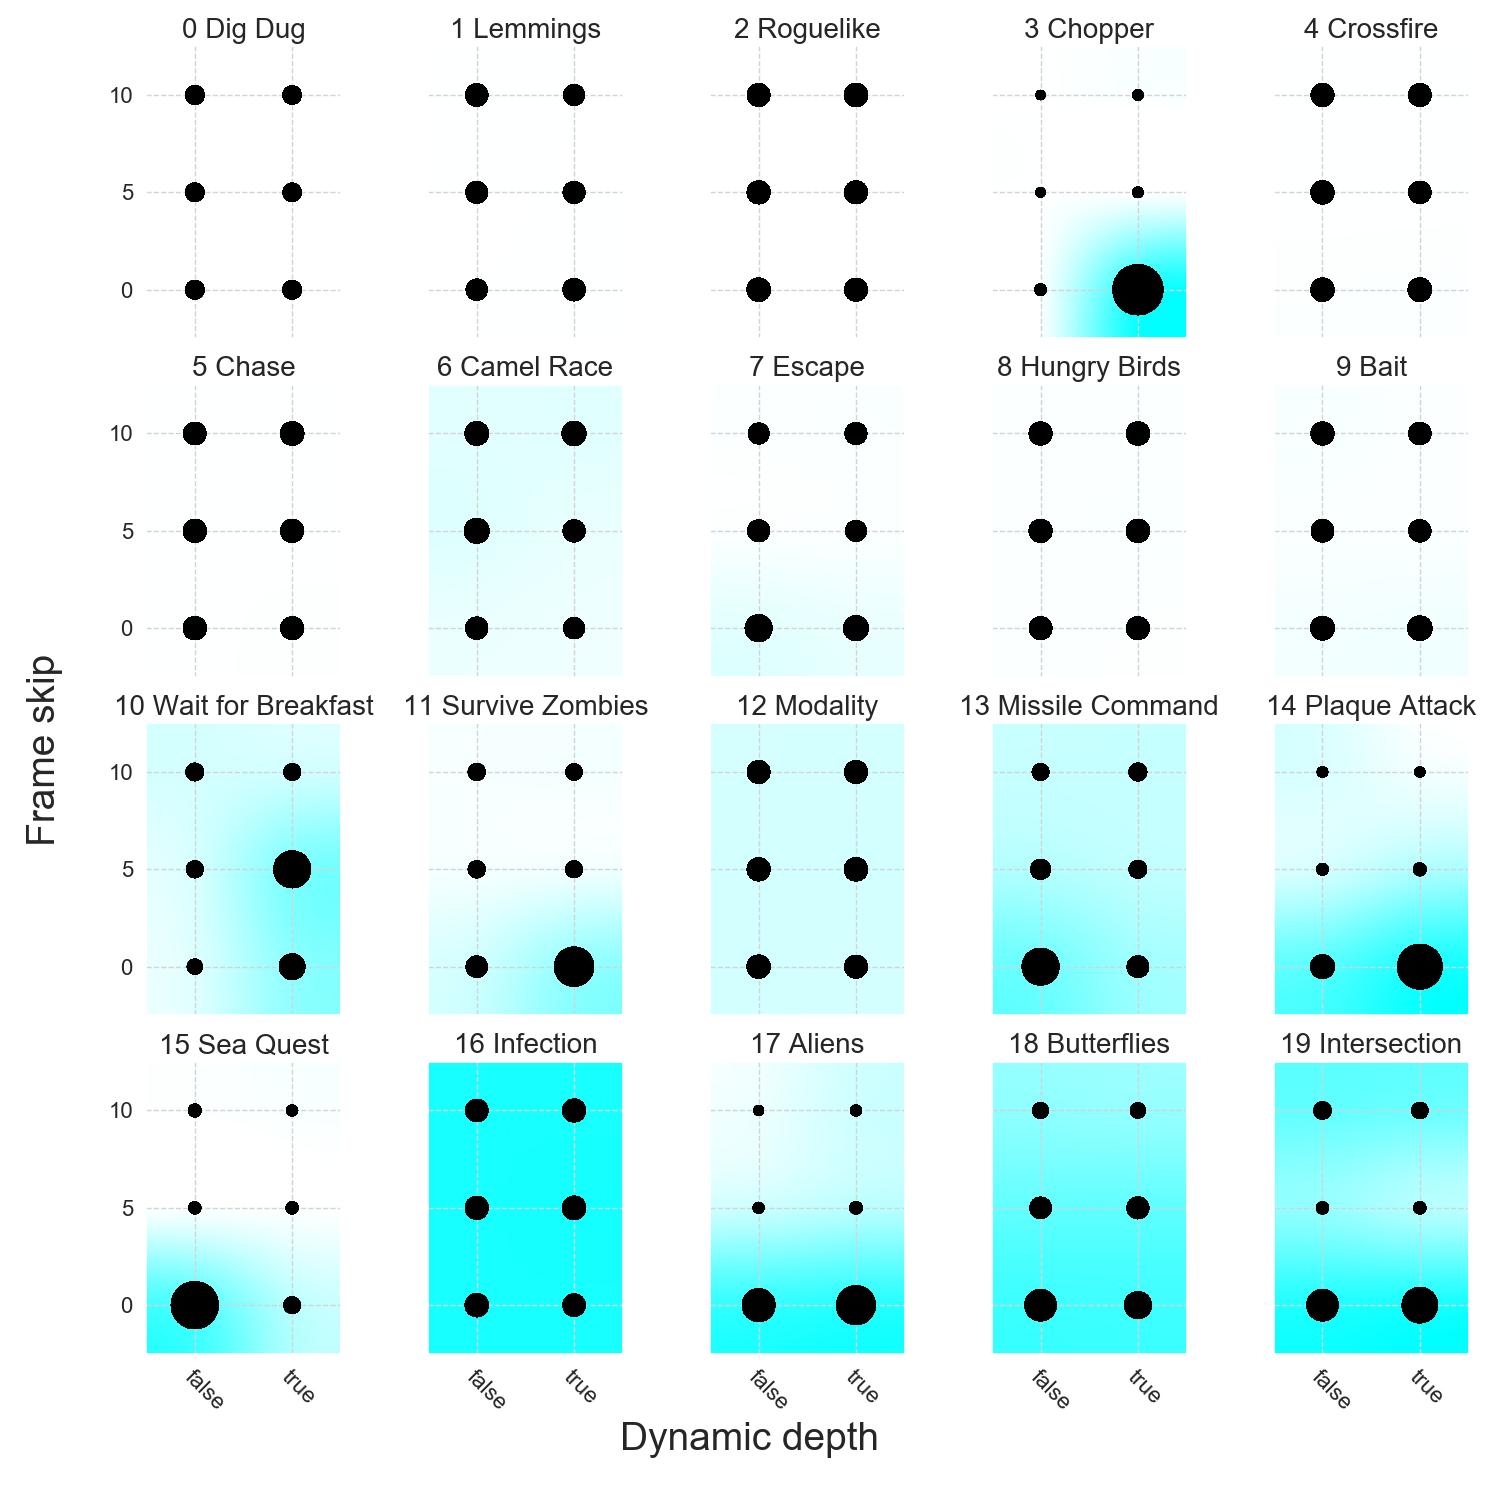 0 Dig Dug
1 Lemmings
2 Roguelike
3 Chopper
4 Crossfire
10
5
0
5 Chase
6 Camel Race
7 Escape
8 Hungry Birds
9 Bait
10
5
0
Frame skip
10 Wait for Breakfast
11 Survive Zombies
12 Modality
13 Missile Command
14 Plaque Attack
10
5
0
15 Sea Quest
16 Infection
17 Aliens
18 Butterflies
19 Intersection
10
5
0
false
true
false
true
false
true
false
true
false
true
Dynamic depth